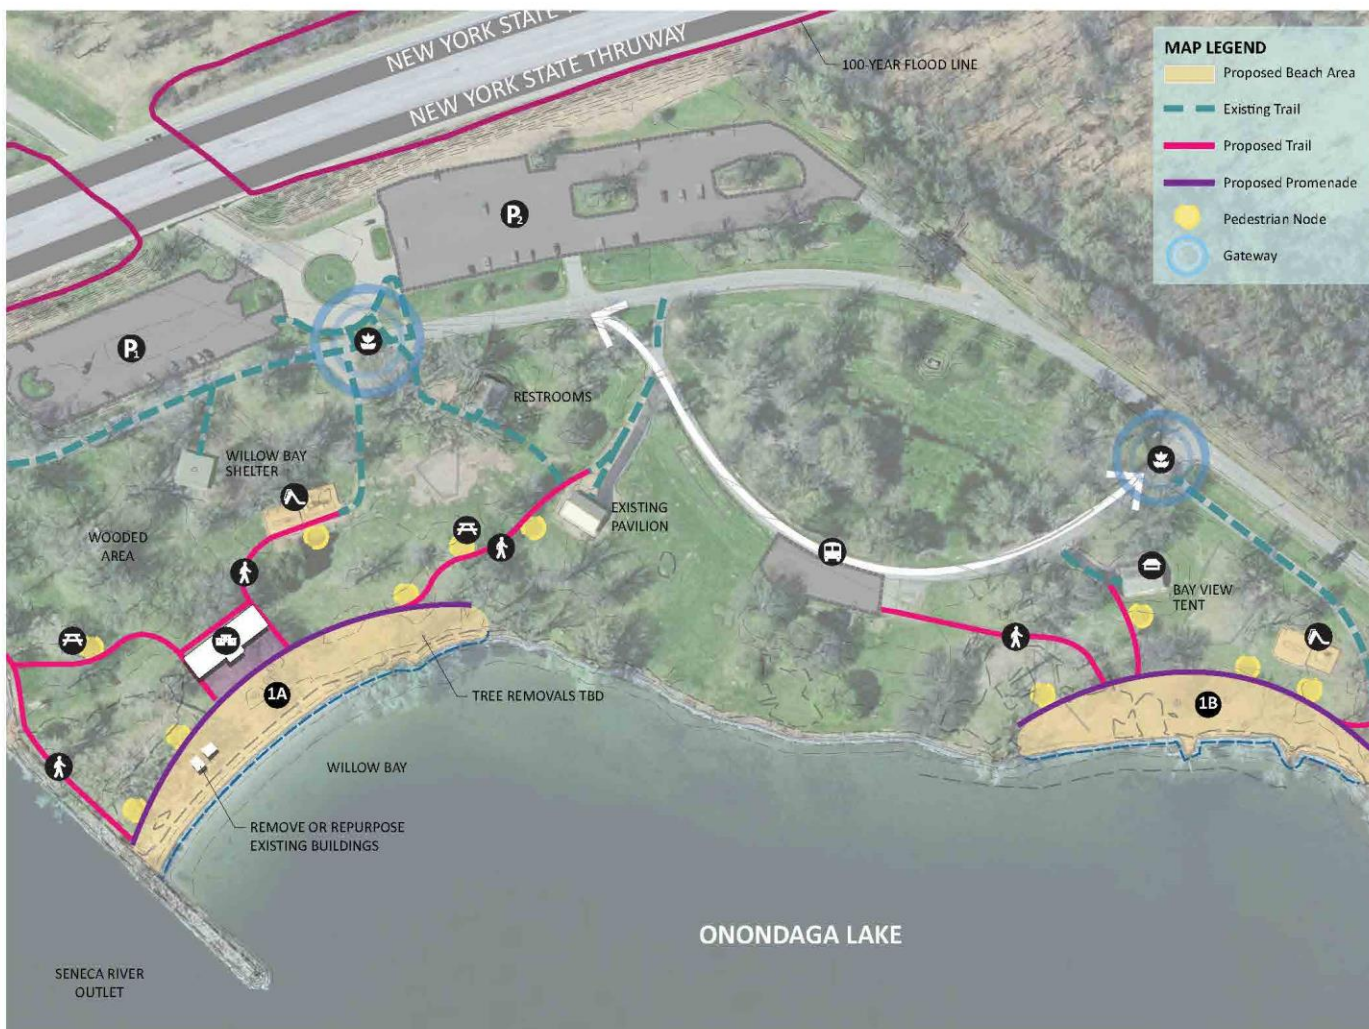 NEW YORK STATE
NEW YORK STATE THRUWAY
100-YEAR FLOOD LINE
MAP LEGEND
Proposed Beach Area
Existing Trail
Proposed Trail
Proposed Promenade
Pedestrian Node
Gateway
P2
P1
RESTROOMS
WILLOW BAY
SHELTER
EXISTING
PAVILION
WOODED
AREA
BAY VIEW
TENT
1A
TREE REMOVALS TBD
1B
WILLOW BAY
REMOVE OR REPURPOSE
EXISTING BUILDINGS
ONONDAGA LAKE
SENECA RIVER
OUTLET